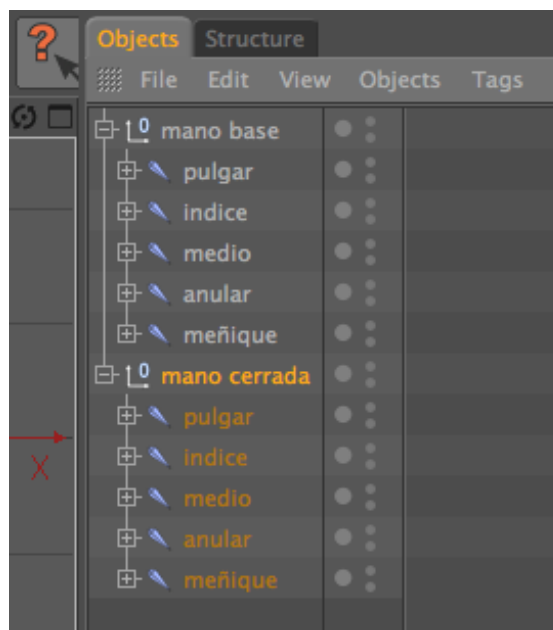 Objects Structure
File Edit View Objects Tags
mano base
pulgar
indice
medio
anular
meñique
mano cerrada
pulgar
indice
medio
anular
meñique
X